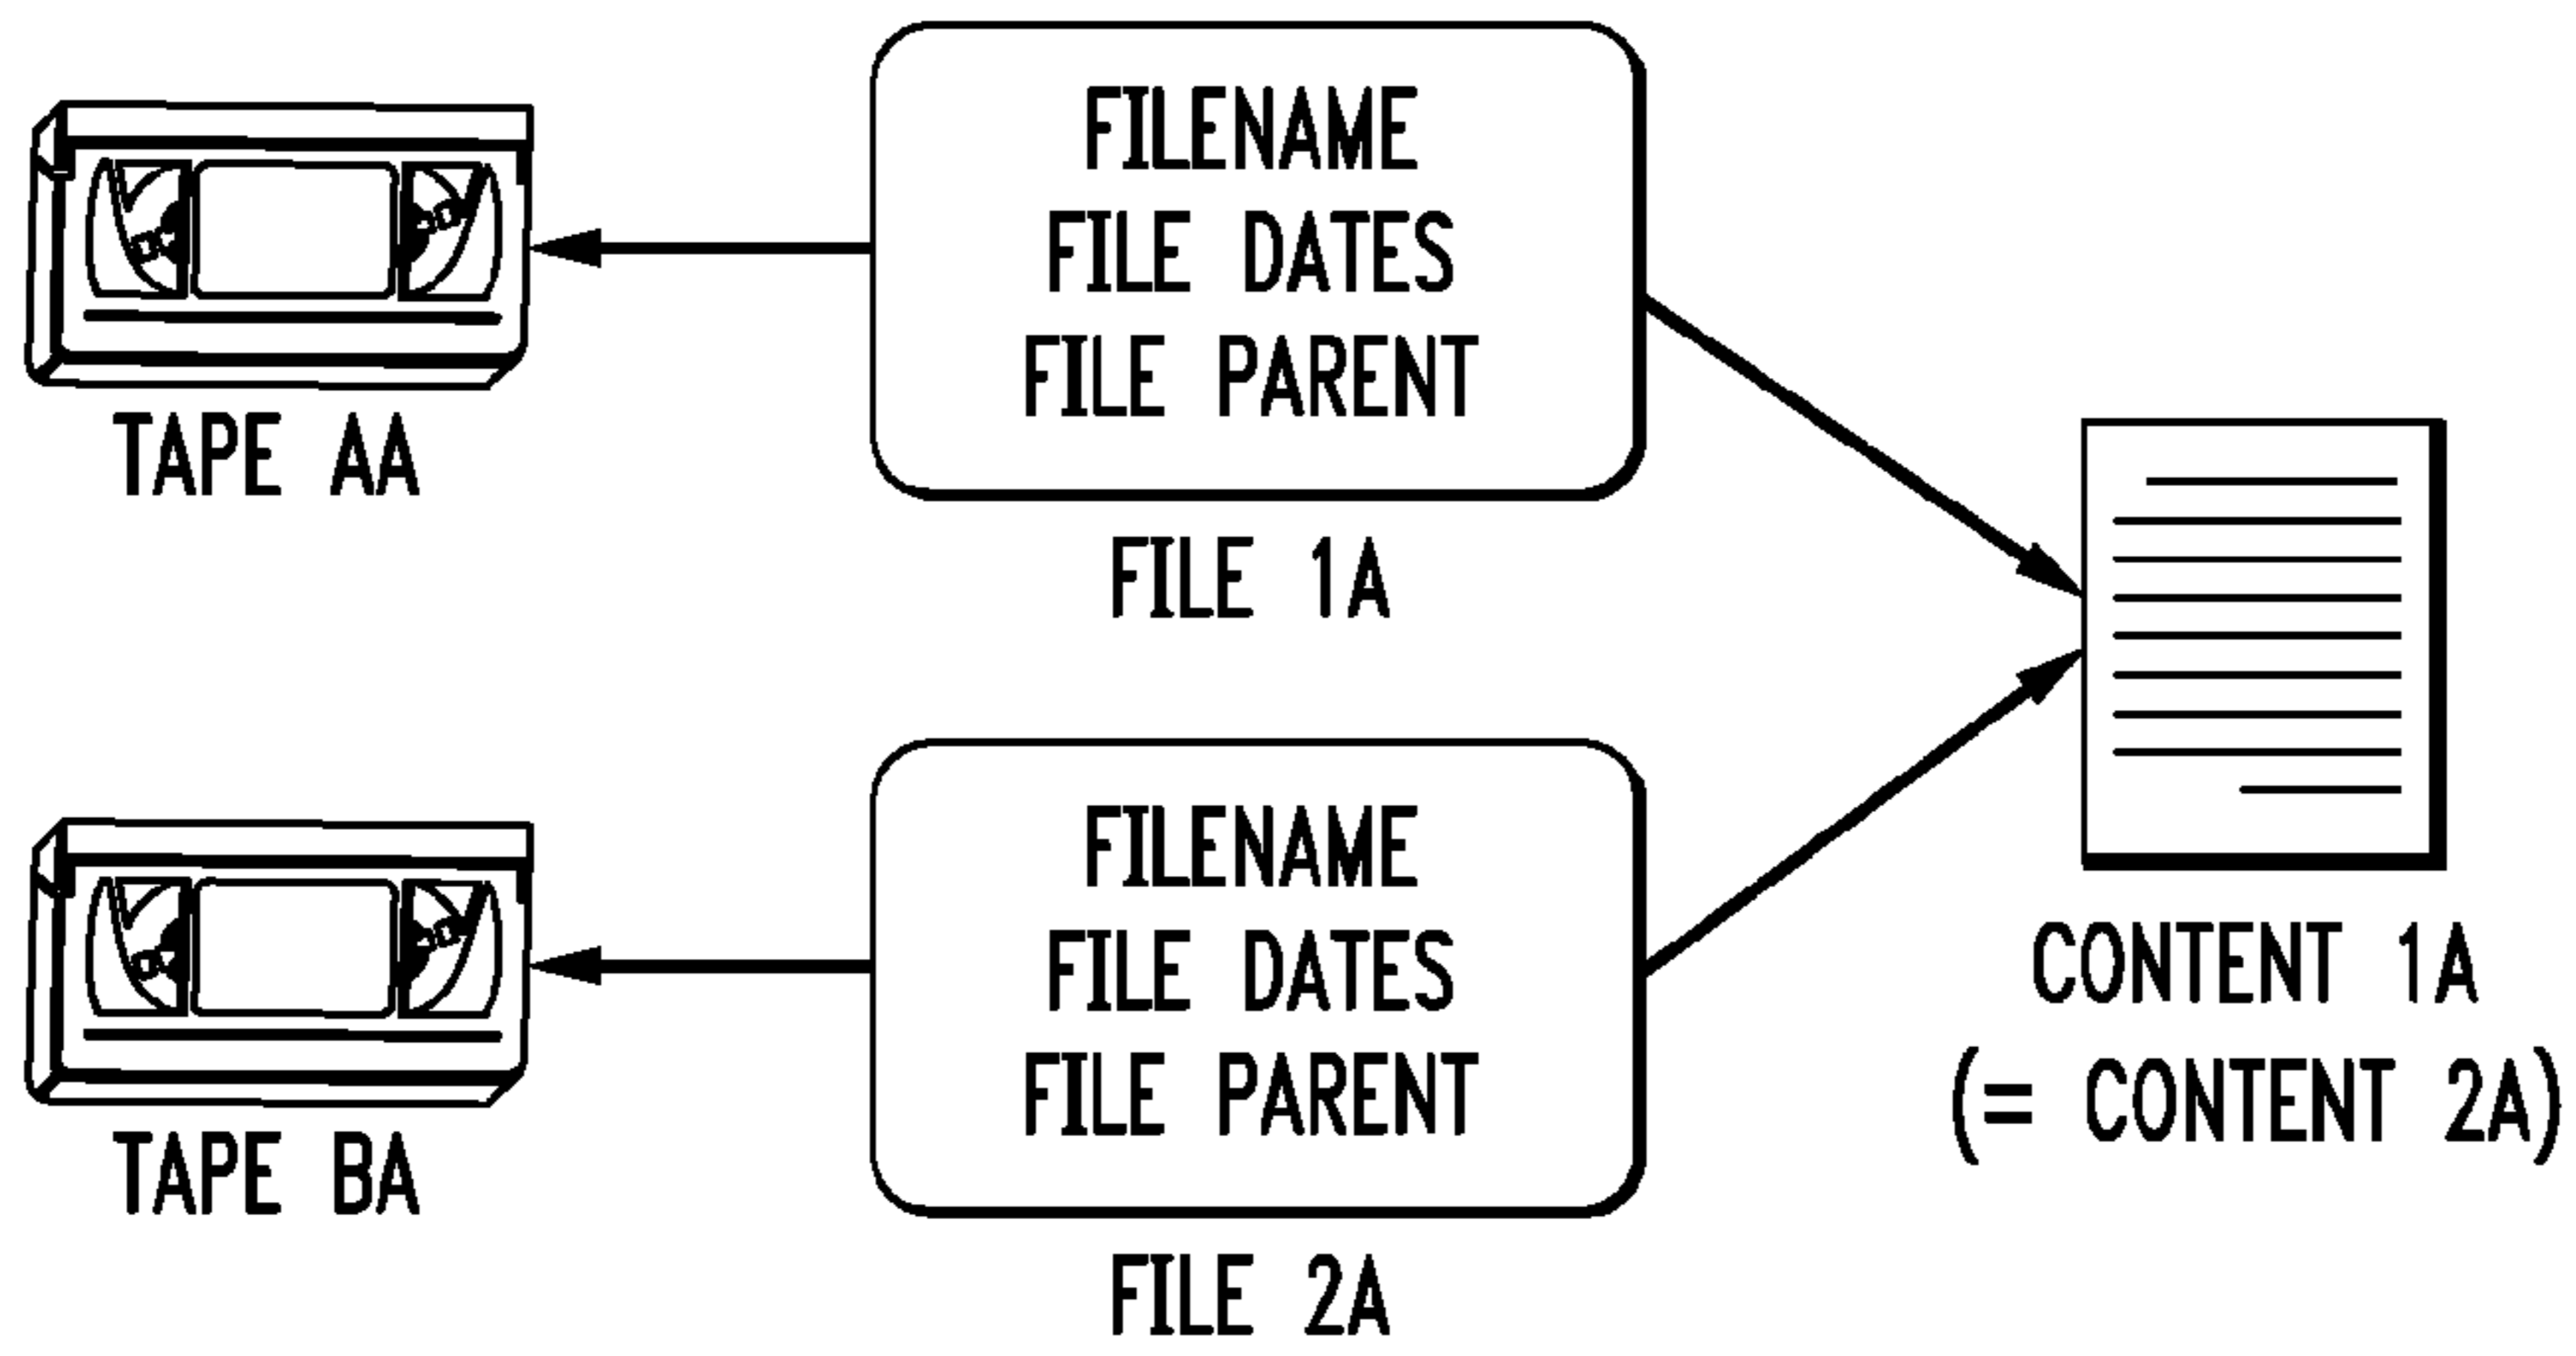 FILENAME
FILE DATES
FILE PARENT
TAPE AA
FILE 1A
FILENAME
FILE DATES
FILE PARENT
TAPE BA
FILE 2A
CONTENT 1A
(= CONTENT 2A)